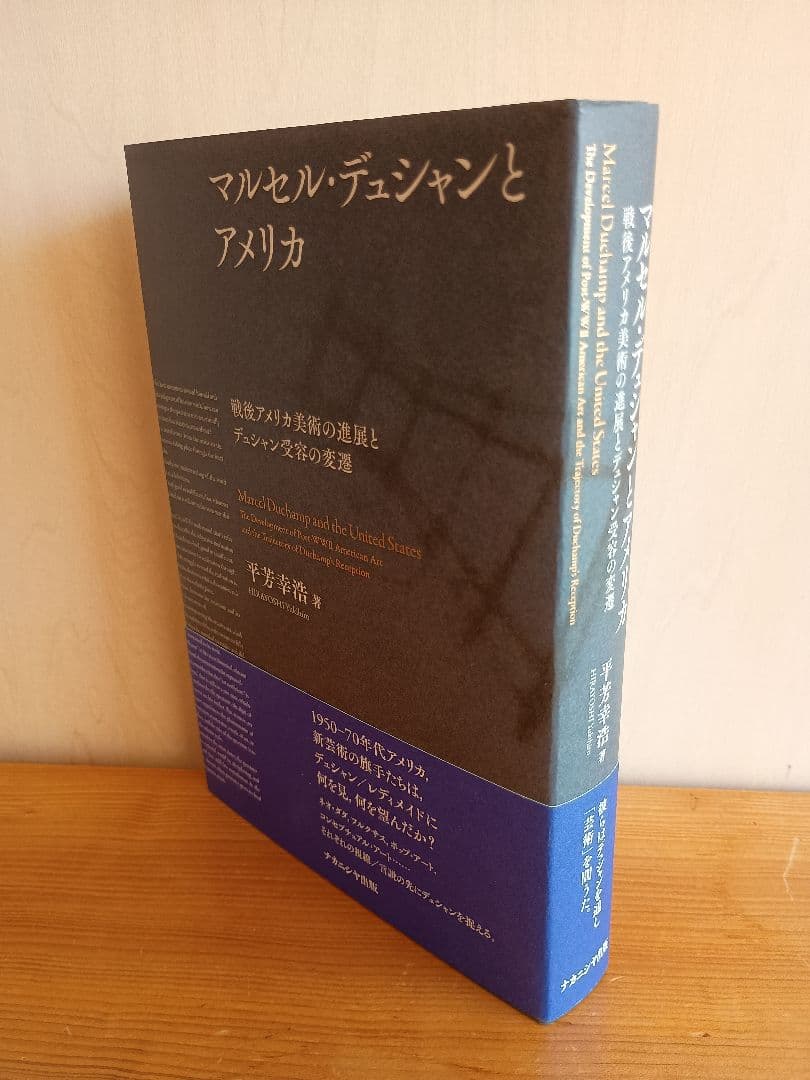 マルセル・デュシャンと
アメリカ
戦後アメリカ美術の進展と
デュシャン受容の変遷
Marcel Duchamp and the United States
The Development of Post-WWII American Art
and the Trajectory of Duchamp's Reception
平芳幸浩 著
HIRAYOSHI Yukihiro
1950-70年代アメリカ、
新芸術の旗手たちは、
デュシャン/レディメイドに
何を見、何を望んだか?
ネオ・ダダ、フルクサス、ポップ・アート、
コンセプチュアル・アート……
それぞれの視線/言説の先にデュシャンを捉える。
ナカニシヤ出版
マルセル・デュシャンとアメリカ
戦後アメリカ美術の進展とデュシャン受容の変遷
Marcel Duchamp and the United States
The Development of Post-WWII American Art and the Trajectory of Duchamp's Reception
平芳幸浩 著
HIRAYOSHI Yukihiro
彼らはデュシャンを通し
「芸術」を問うた。
ナカニシヤ出版